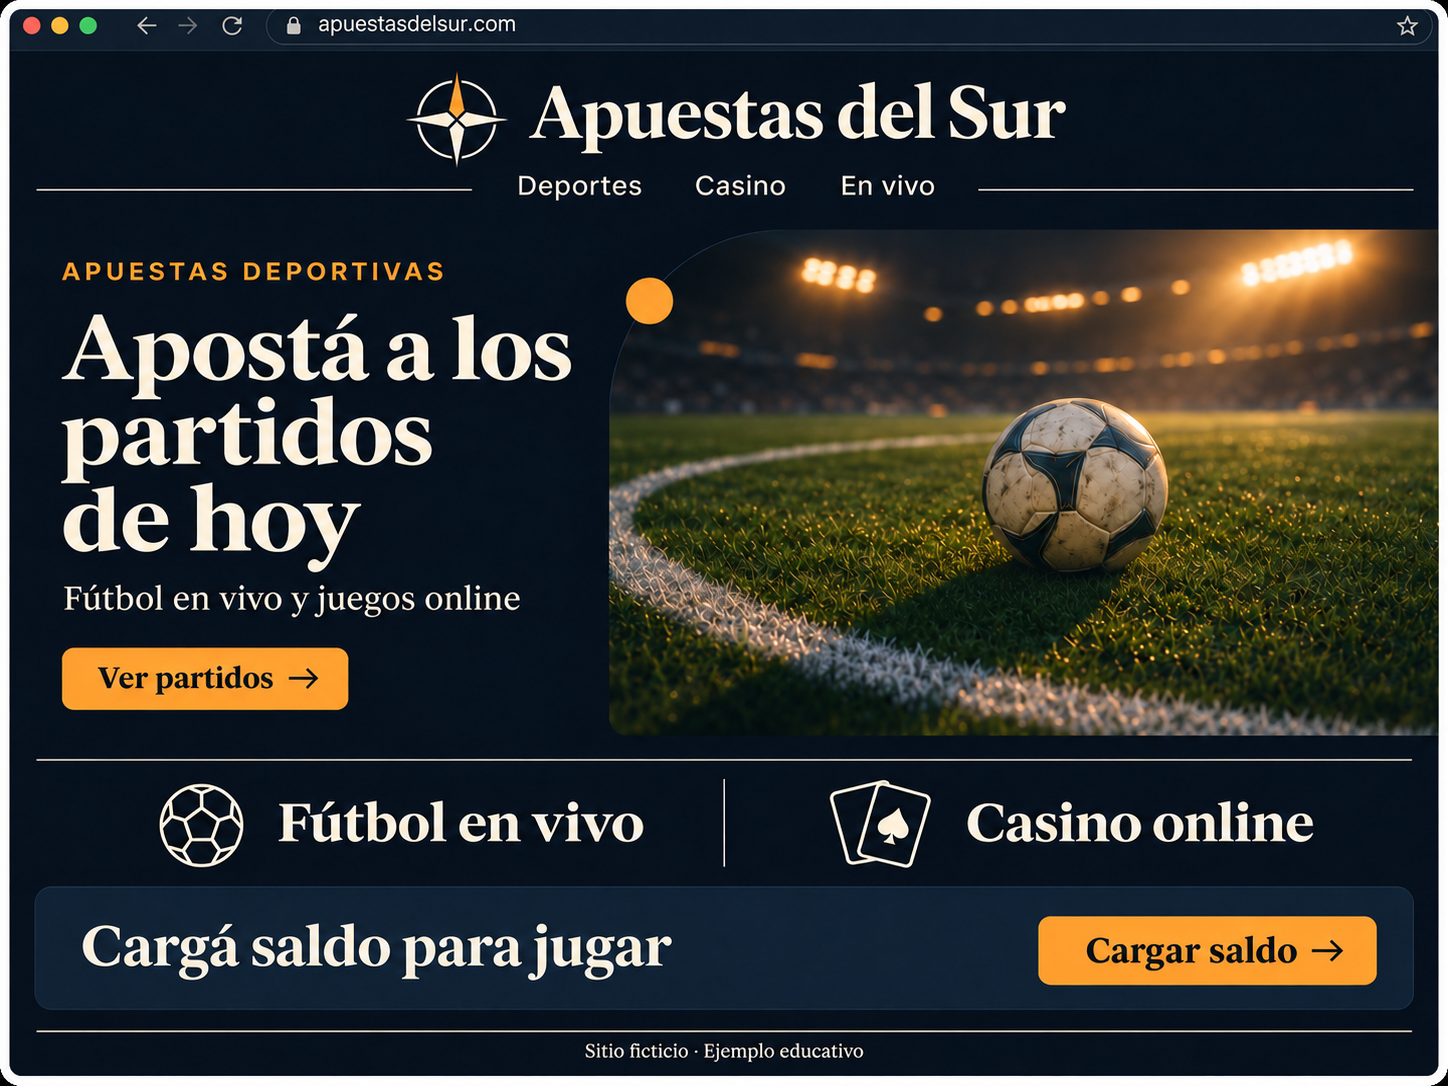 apuestasdelsur.com
Apuestas del Sur
Deportes Casino En vivo
APUESTAS DEPORTIVAS
Apostá a los
partidos
de hoy
Fútbol en vivo y juegos online
Ver partidos →
Fútbol en vivo
Casino online
Cargá saldo para jugar
Cargar saldo →
Sitio ficticio · Ejemplo educativo